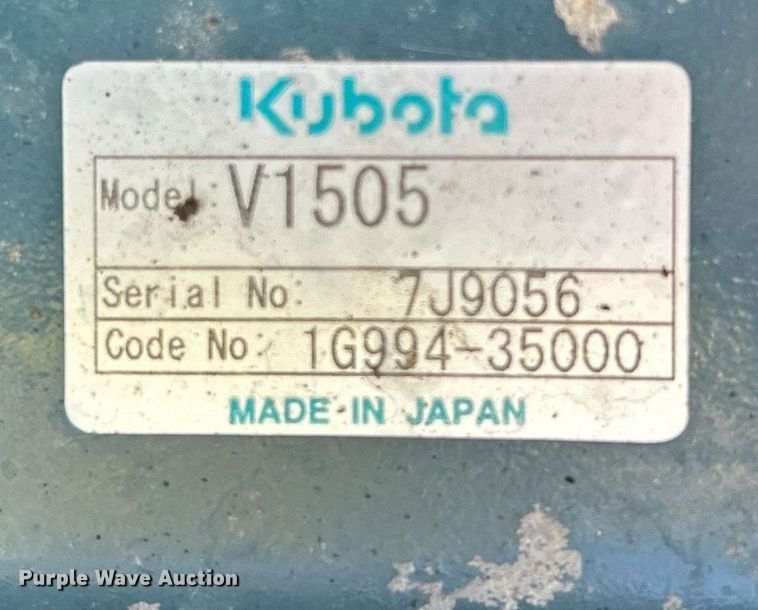 Kubota
Model: V1505
Serial No: 7J9056
Code No: 1G994-35000
MADE IN JAPAN
Purple Wave Auction